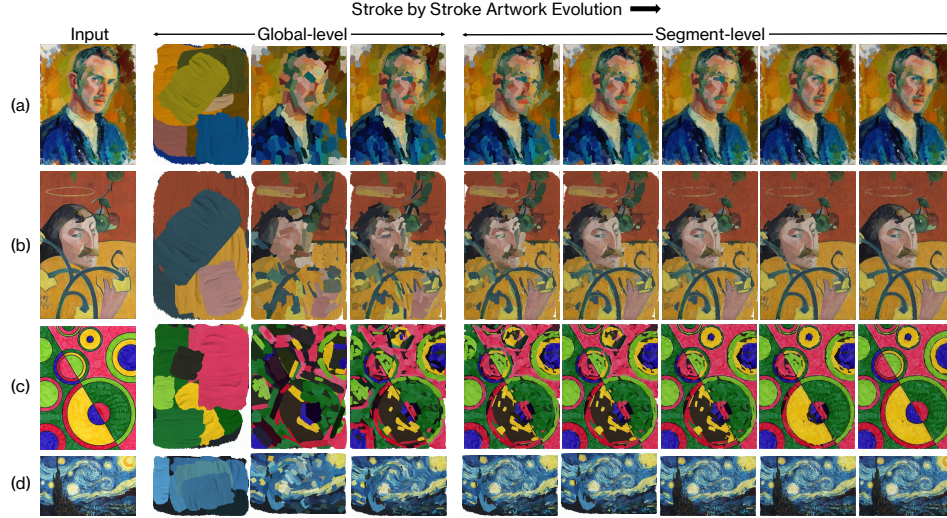 Stroke by Stroke Artwork Evolution
Input
Global-level
Segment-level
(a)
(b)
(c)
(d)